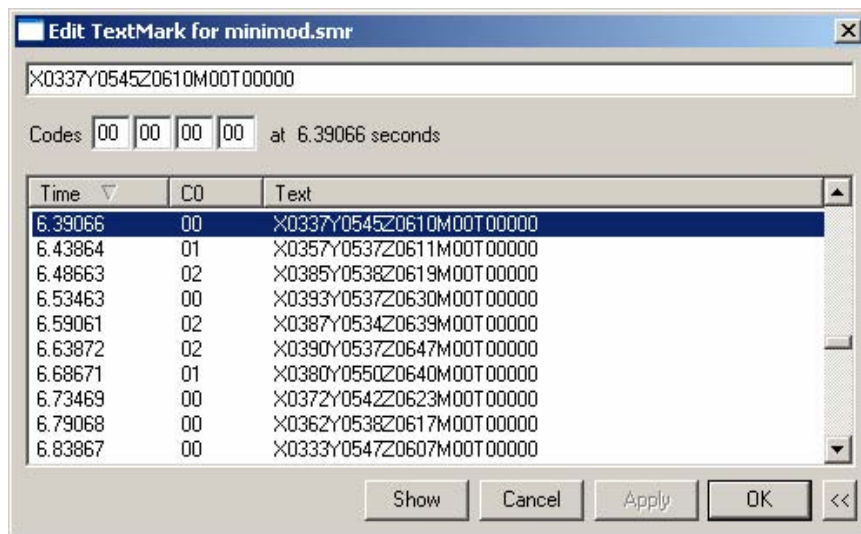 Edit TextMark for minimod.smr
X0337Y0545Z0610M00T00000
Codes 00 00 00 00 at 6.39066 seconds
Time C0 Text
6.39066 00 X0337Y0545Z0610M00T00000
6.43864 01 X0357Y0537Z0611M00T00000
6.48663 02 X0385Y0538Z0619M00T00000
6.53463 00 X0393Y0537Z0630M00T00000
6.59061 02 X0387Y0534Z0639M00T00000
6.63872 02 X0390Y0537Z0647M00T00000
6.68671 01 X0380Y0550Z0640M00T00000
6.73469 00 X0372Y0542Z0623M00T00000
6.79068 00 X0362Y0538Z0617M00T00000
6.83867 00 X0333Y0547Z0607M00T00000
Show Cancel Apply OK <<